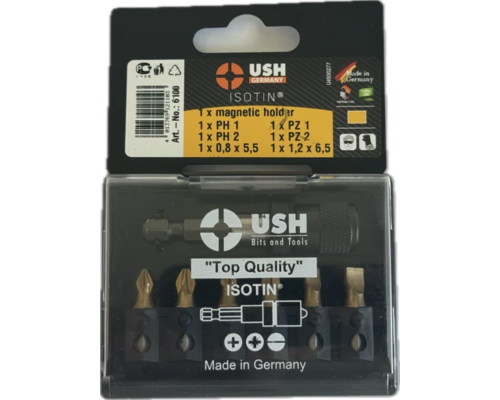 USH
GERMANY
ISOTIN®
Made in
Germany
1 x magnetic holder
1 x PH 1 1 x PZ 1
1 x PH 2 1 x PZ 2
1 x 0,8 x 5,5 1 x 1,2 x 6,5
Art. – No.: 6100
USH
Bits and Tools
"Top Quality"
ISOTIN®
Made in Germany